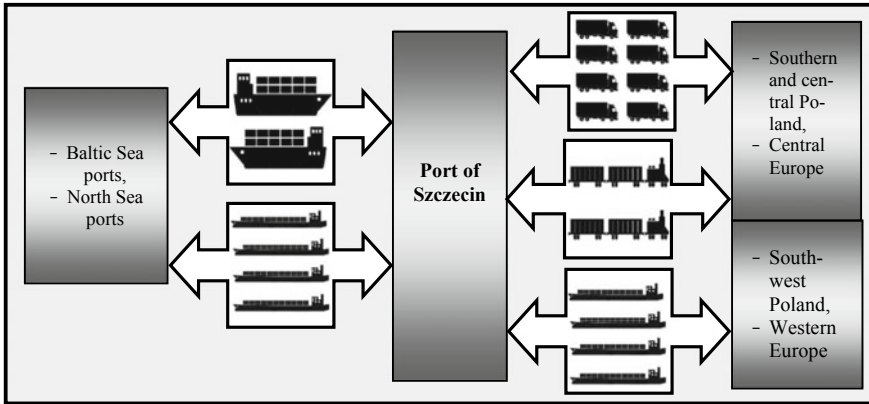 - Baltic Sea
ports,
- North Sea
ports
Port of
Szczecin
- Southern
and cen-
tral Po-
land,
- Central
Europe
- South-
west
Poland,
- Western
Europe